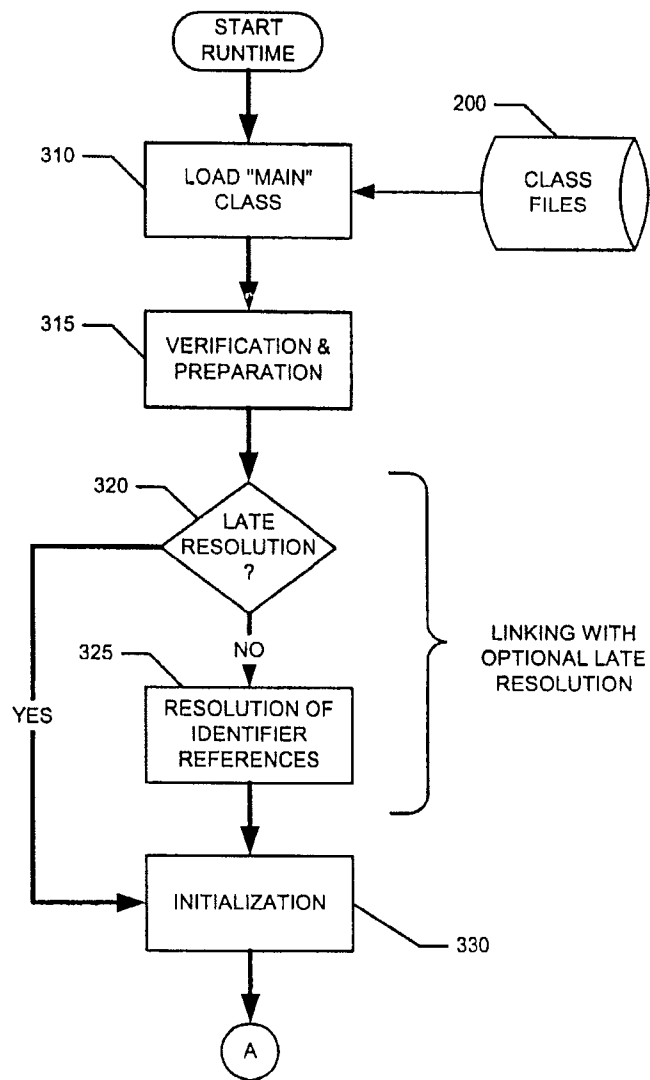 START
RUNTIME
200
310
LOAD "MAIN"
CLASS
CLASS
FILES
315
VERIFICATION &
PREPARATION
320
LATE
RESOLUTION
?
NO
325
LINKING WITH
OPTIONAL LATE
RESOLUTION
YES
RESOLUTION OF
IDENTIFIER
REFERENCES
INITIALIZATION
330
A